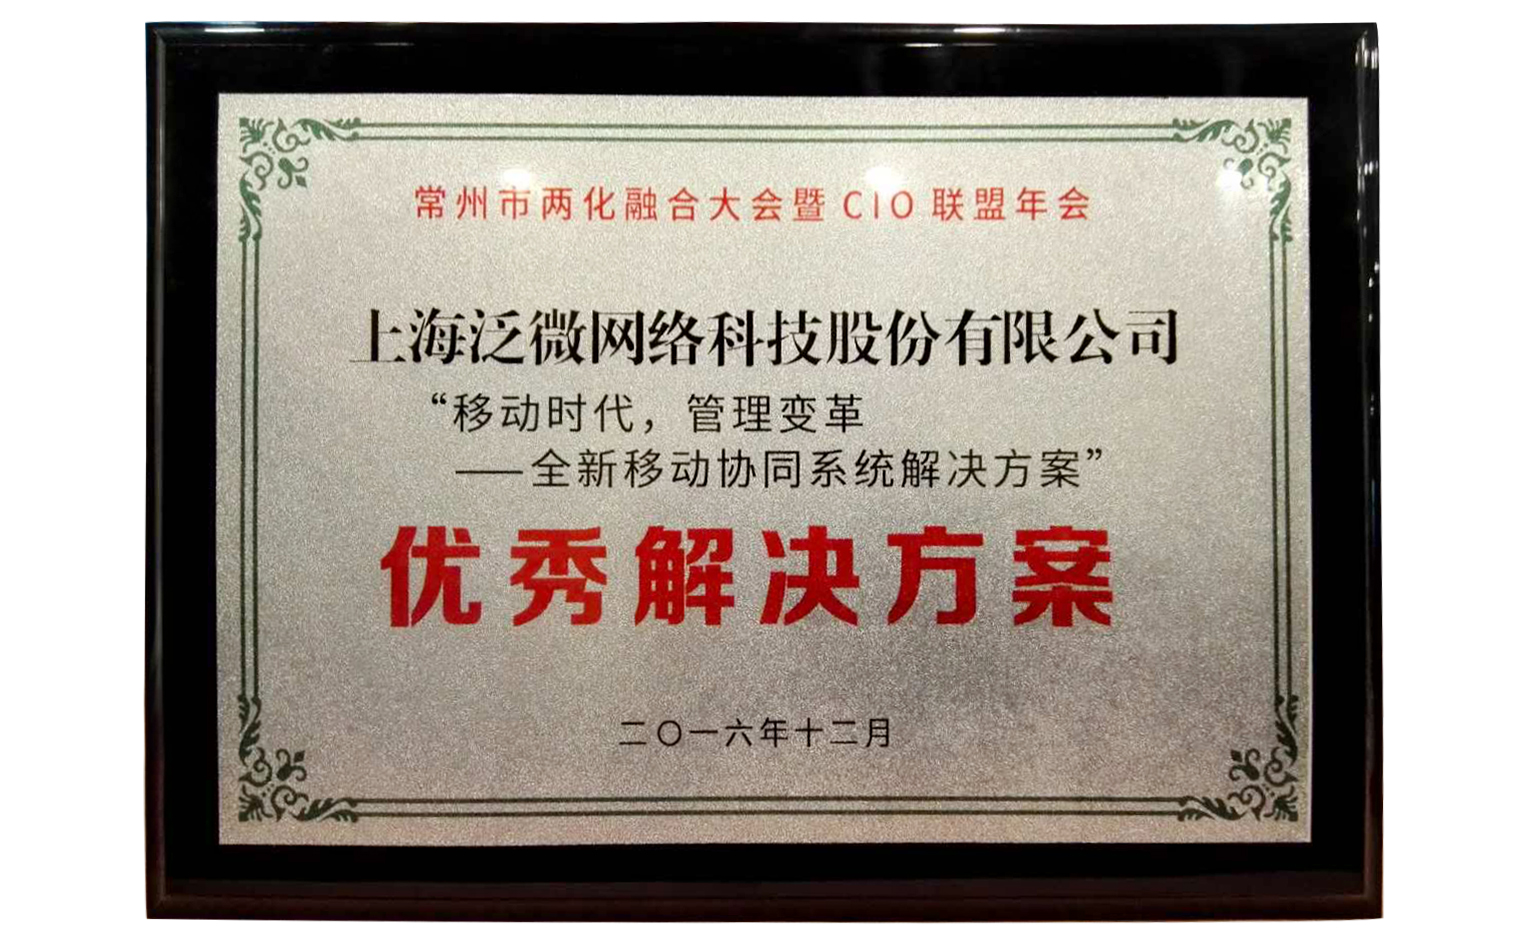 常州市两化融合大会暨 CIO 联盟年会
上海泛微网络科技股份有限公司
“移动时代，管理变革
——全新移动协同系统解决方案”
优秀解决方案
二〇一六年十二月